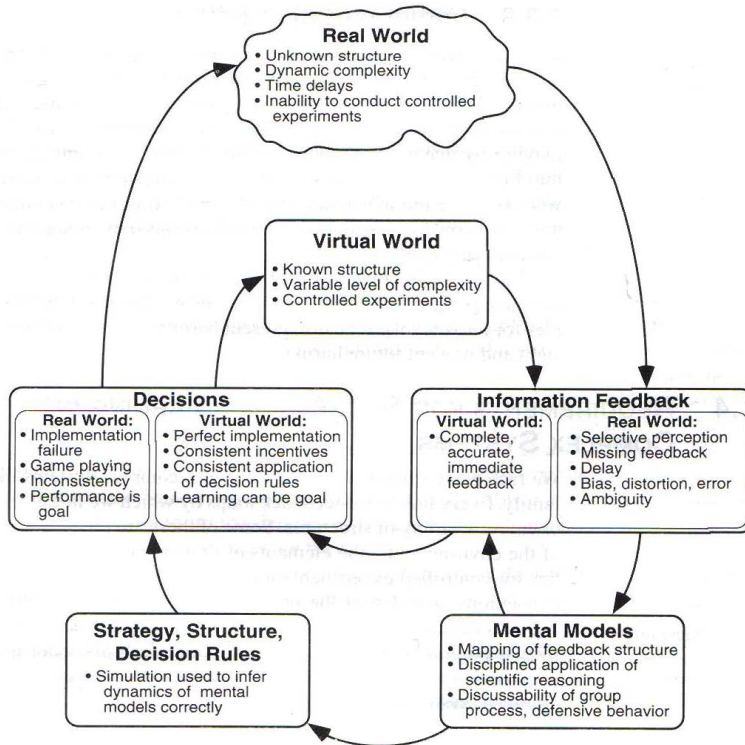 Real World
• Unknown structure
• Dynamic complexity
• Time delays
• Inability to conduct controlled
experiments
Virtual World
• Known structure
• Variable level of complexity
• Controlled experiments
Decisions
Real World:
• Implementation
failure
• Game playing
• Inconsistency
• Performance is
goal
Virtual World:
• Perfect implementation
• Consistent incentives
• Consistent application
of decision rules
• Learning can be goal
Information Feedback
Virtual World:
• Complete,
accurate,
immediate
feedback
Real World:
• Selective perception
• Missing feedback
• Delay
• Bias, distortion, error
• Ambiguity
Strategy, Structure,
Decision Rules
• Simulation used to infer
dynamics of mental
models correctly
Mental Models
• Mapping of feedback structure
• Disciplined application of
scientific reasoning
• Discussability of group
process, defensive behavior